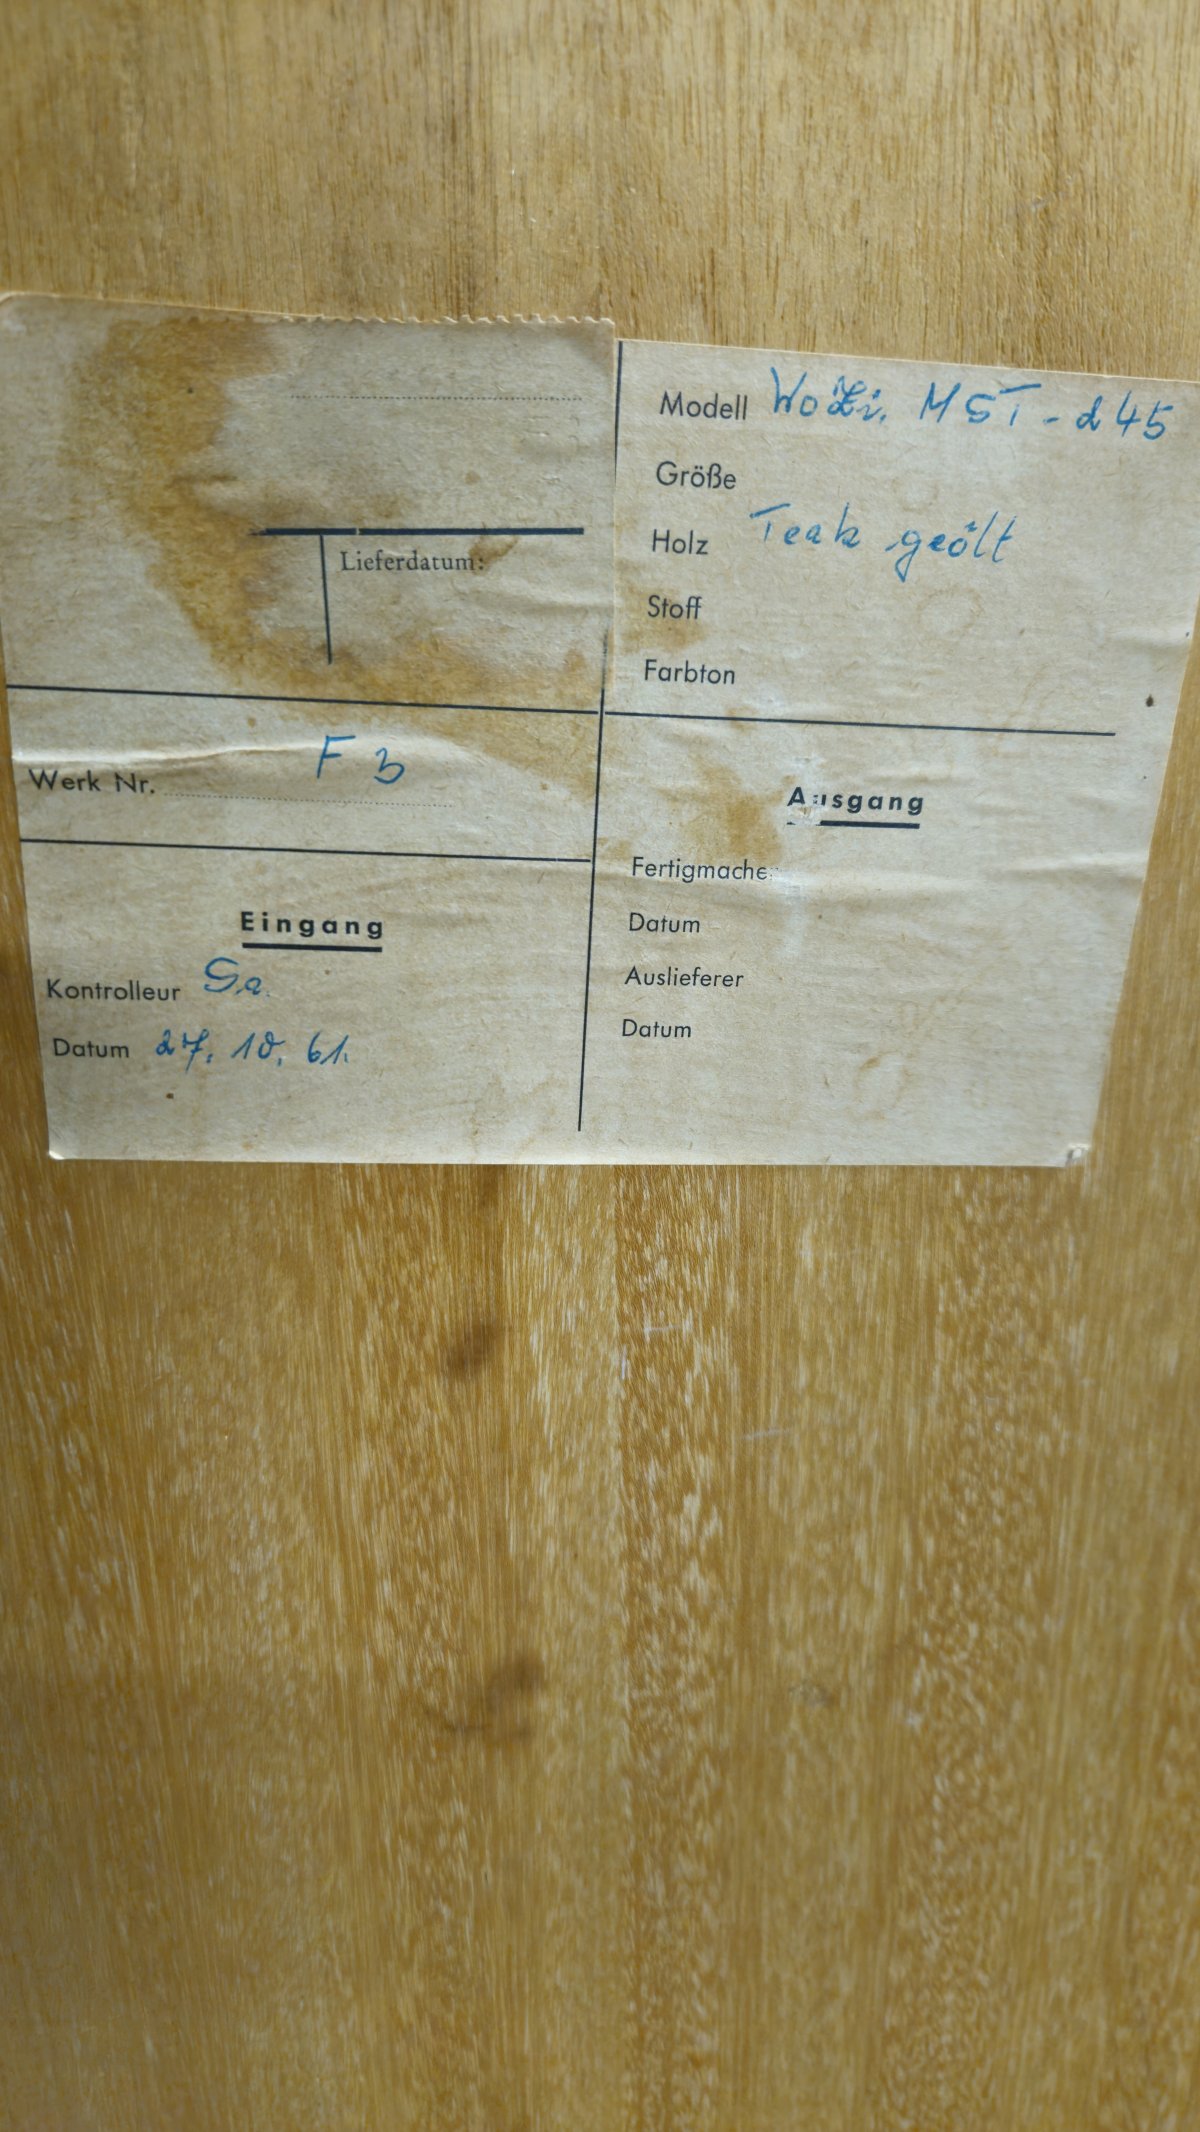 Lieferdatum:
Werk Nr. F 3
Eingang
Kontrolleur Ga.
Datum 27. 10. 61.
Modell WoZi. MST - 245
Größe
Holz Teak geölt
Stoff
Farbton
Ausgang
Fertigmacher
Datum
Auslieferer
Datum